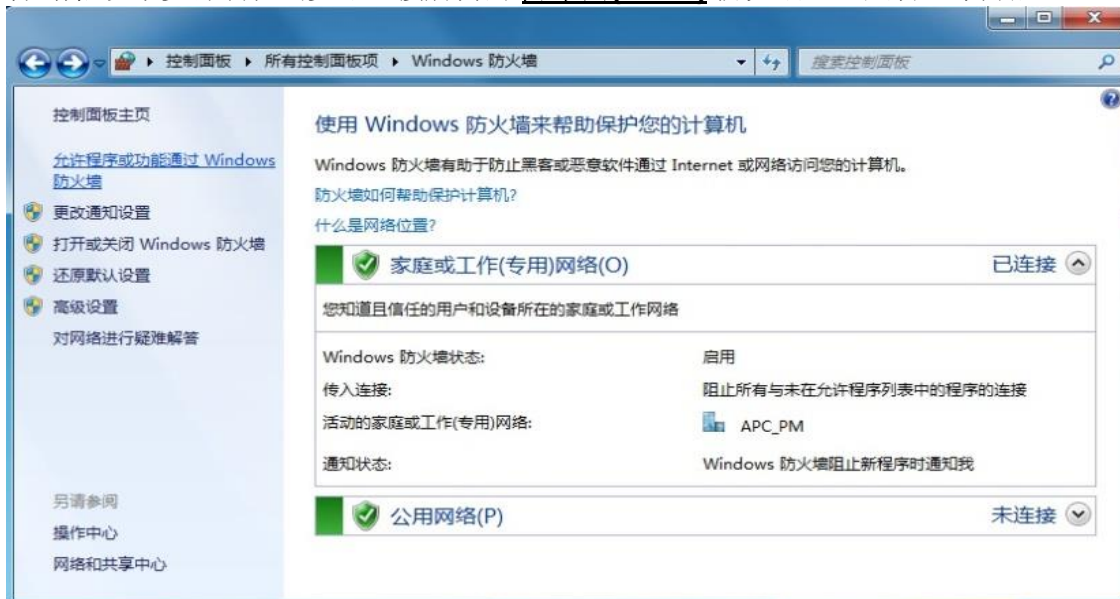 控制面板 ▸ 所有控制面板项 ▸ Windows 防火墙
搜索控制面板
控制面板主页
允许程序或功能通过 Windows
防火墙
更改通知设置
打开或关闭 Windows 防火墙
还原默认设置
高级设置
对网络进行疑难解答
另请参阅
操作中心
网络和共享中心
使用 Windows 防火墙来帮助保护您的计算机
Windows 防火墙有助于防止黑客或恶意软件通过 Internet 或网络访问您的计算机。
防火墙如何帮助保护计算机?
什么是网络位置?
家庭或工作(专用)网络(O) 已连接
您知道且信任的用户和设备所在的家庭或工作网络
Windows 防火墙状态: 启用
传入连接: 阻止所有与未在允许程序列表中的程序的连接
活动的家庭或工作(专用)网络: APC_PM
通知状态: Windows 防火墙阻止新程序时通知我
公用网络(P) 未连接